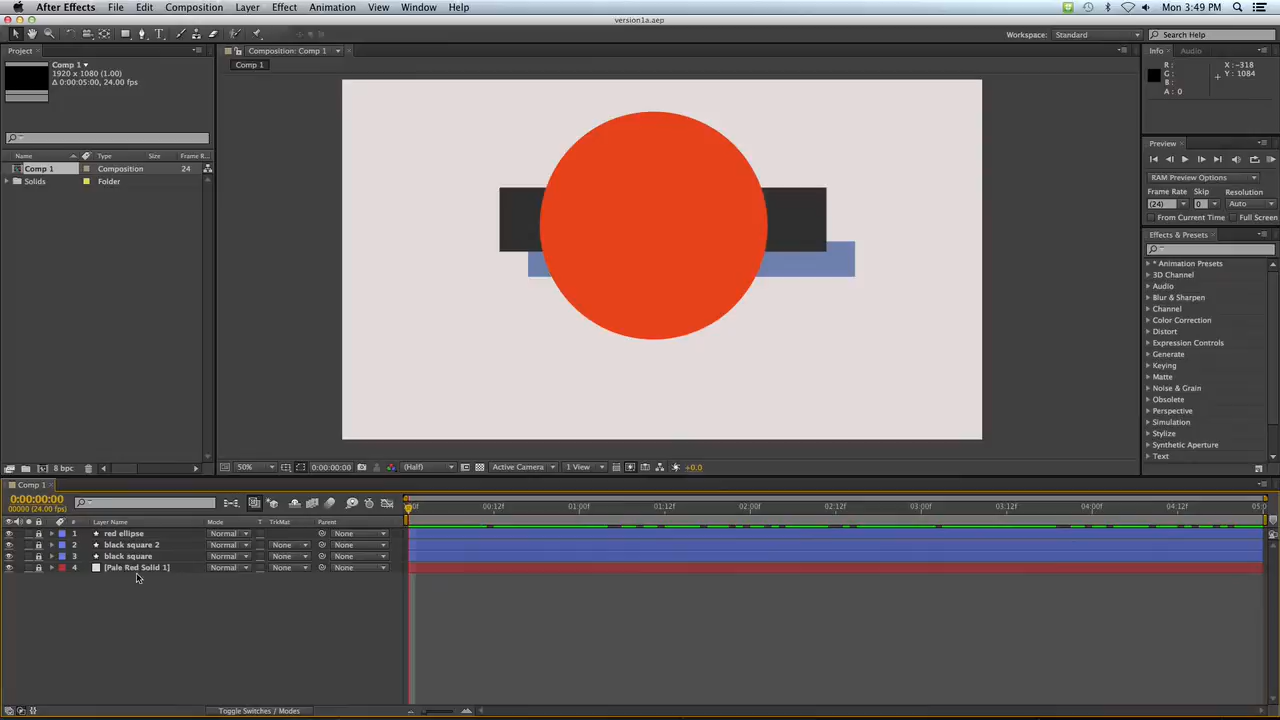 After Effects File Edit Composition Layer Effect Animation View Window Help Mon 3:49 PM
version1a.aep
Workspace: Standard Search Help
Project
Composition: Comp 1
Info Audio
Comp 1
1920 x 1080 (1.00)
Δ 0:00:05:00, 24.00 fps
Comp 1
R:
G:
B:
A: 0
X: -318
Y: 1084
Name Type Size Frame R...
Comp 1 Composition 24
Solids Folder
Preview
RAM Preview Options
Frame Rate Skip Resolution
(24) 0 Auto
From Current Time Full Screen
Effects & Presets
* Animation Presets
3D Channel
Audio
Blur & Sharpen
Channel
Color Correction
Distort
Expression Controls
Generate
Keying
Matte
Noise & Grain
Obsolete
Perspective
Simulation
Stylize
Synthetic Aperture
Text
8 bpc
50% 0:00:00:00 (Half) Active Camera 1 View +0.0
Comp 1
0:00:00:00
00000 (24.00 fps)
00:12f 01:00f 01:12f 02:00f 02:12f 03:00f 03:12f 04:00f 04:12f 05:0
# Layer Name Mode T TrkMat Parent
1 red ellipse Normal None
2 black square 2 Normal None None
3 black square Normal None None
4 [Pale Red Solid 1] Normal None None
Toggle Switches / Modes